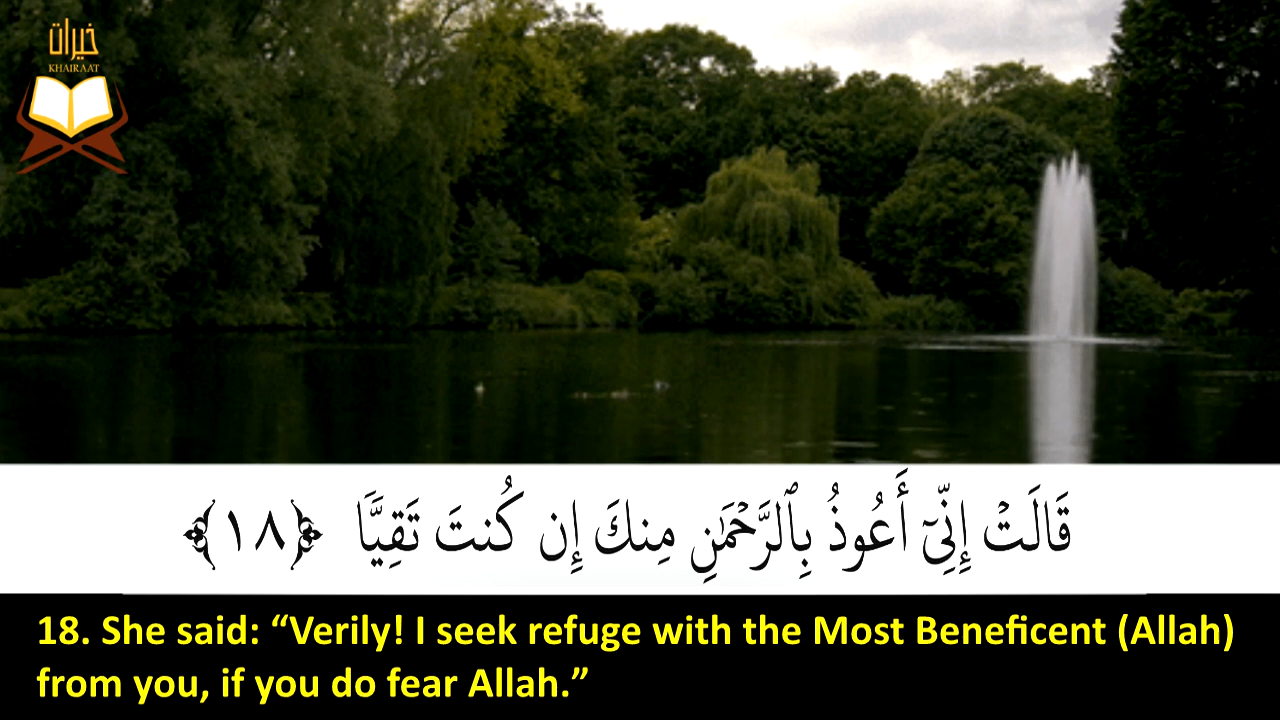 خيرات
KHAIRAAT
قَالَتْ إِنِّىٓ أَعُوذُ بِٱلرَّحْمَٰنِ مِنكَ إِن كُنتَ تَقِيًّا ﴿١٨﴾
18. She said: “Verily! I seek refuge with the Most Beneficent (Allah)
from you, if you do fear Allah.”